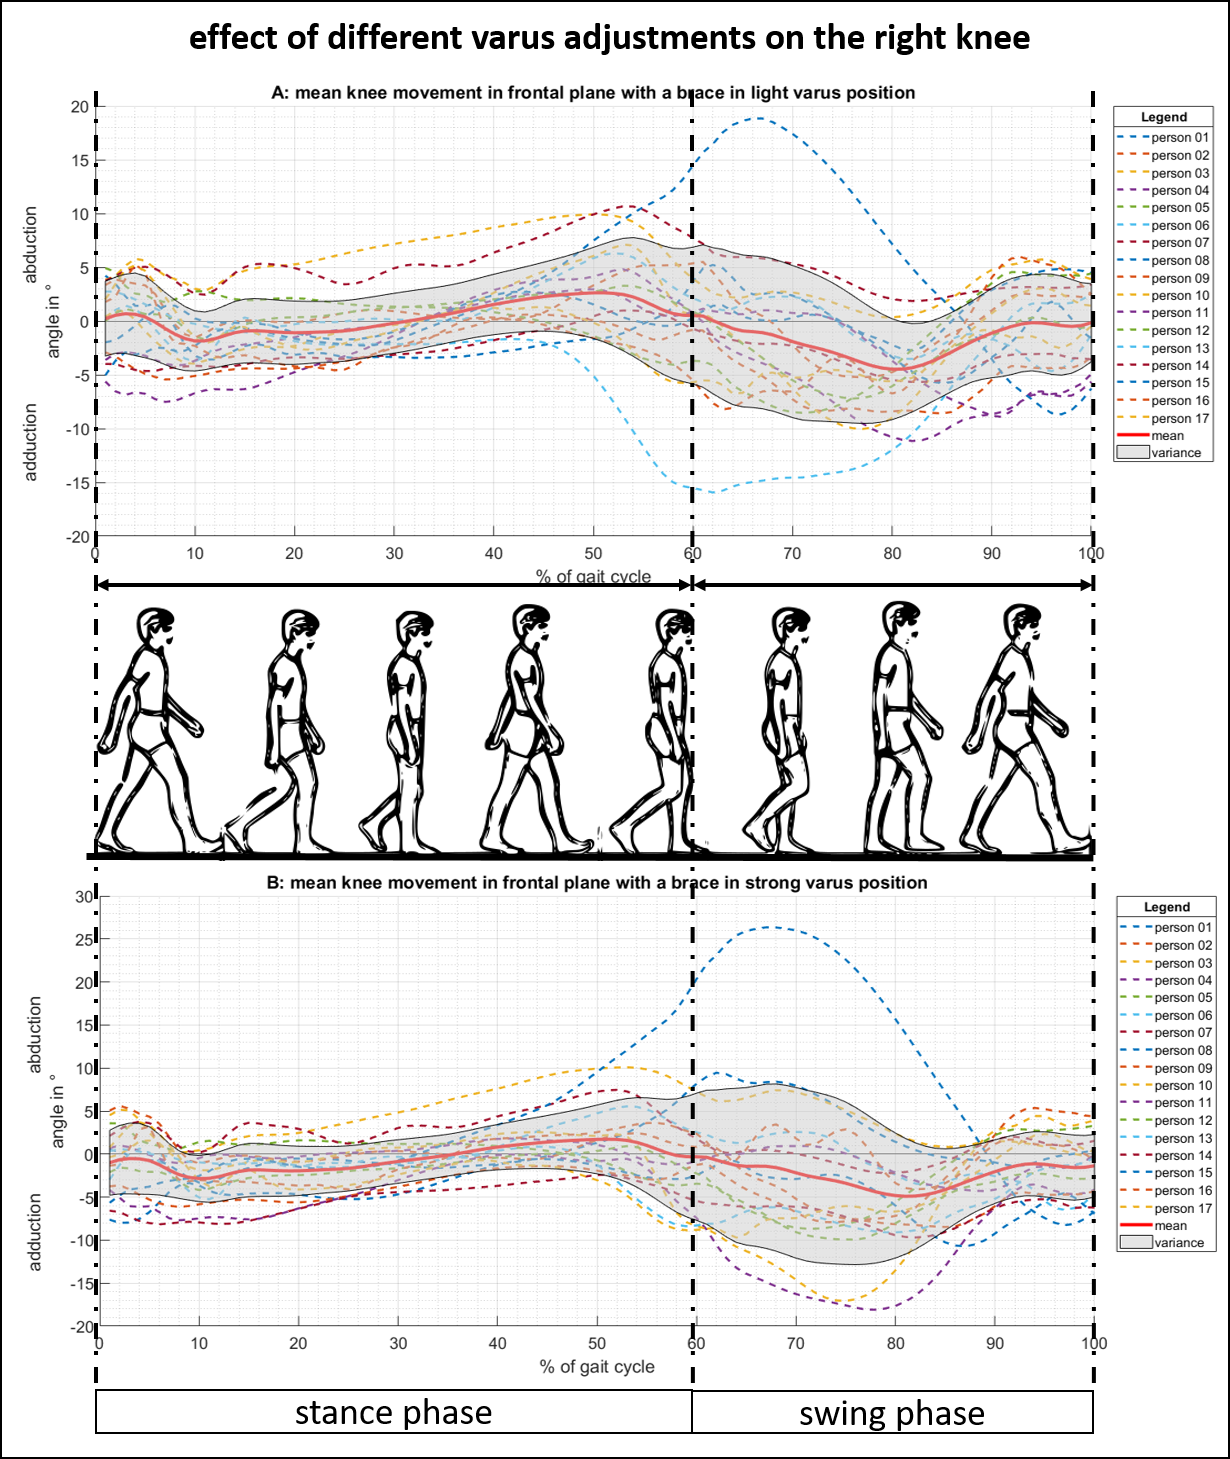 effect of different varus adjustments on the right knee
A: mean knee movement in frontal plane with a brace in light varus position
20
15
10
5
0
-5
-10
-15
-20
abduction
angle in °
adduction
0 10 20 30 40 50 60 70 80 90 100
% of gait cycle
Legend
person 01
person 02
person 03
person 04
person 05
person 06
person 07
person 08
person 09
person 10
person 11
person 12
person 13
person 14
person 15
person 16
person 17
mean
variance
B: mean knee movement in frontal plane with a brace in strong varus position
30
25
20
15
10
5
0
-5
-10
-15
-20
abduction
angle in °
adduction
0 10 20 30 40 50 60 70 80 90 100
% of gait cycle
Legend
person 01
person 02
person 03
person 04
person 05
person 06
person 07
person 08
person 09
person 10
person 11
person 12
person 13
person 14
person 15
person 16
person 17
mean
variance
stance phase
swing phase